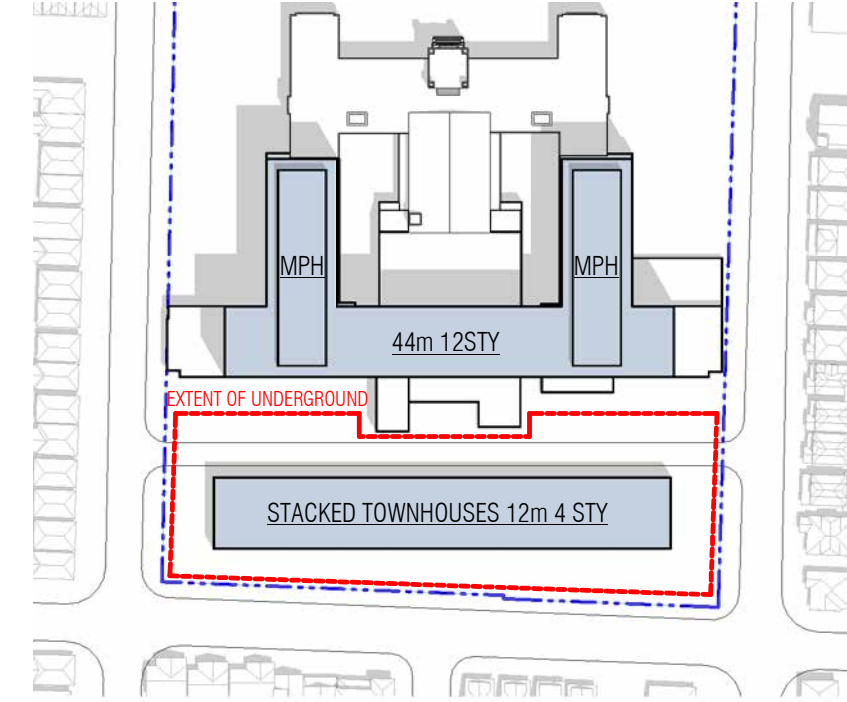 MPH
MPH
44m 12STY
EXTENT OF UNDERGROUND
STACKED TOWNHOUSES 12m 4 STY